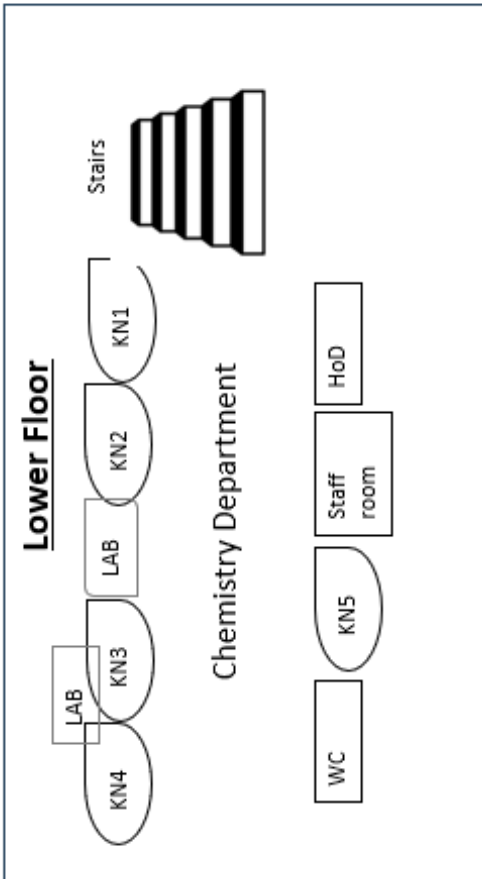 Lower Floor
LAB
KN4
KN3
LAB
KN2
KN1
Stairs
Chemistry Department
WC
KN5
Staff
room
HoD